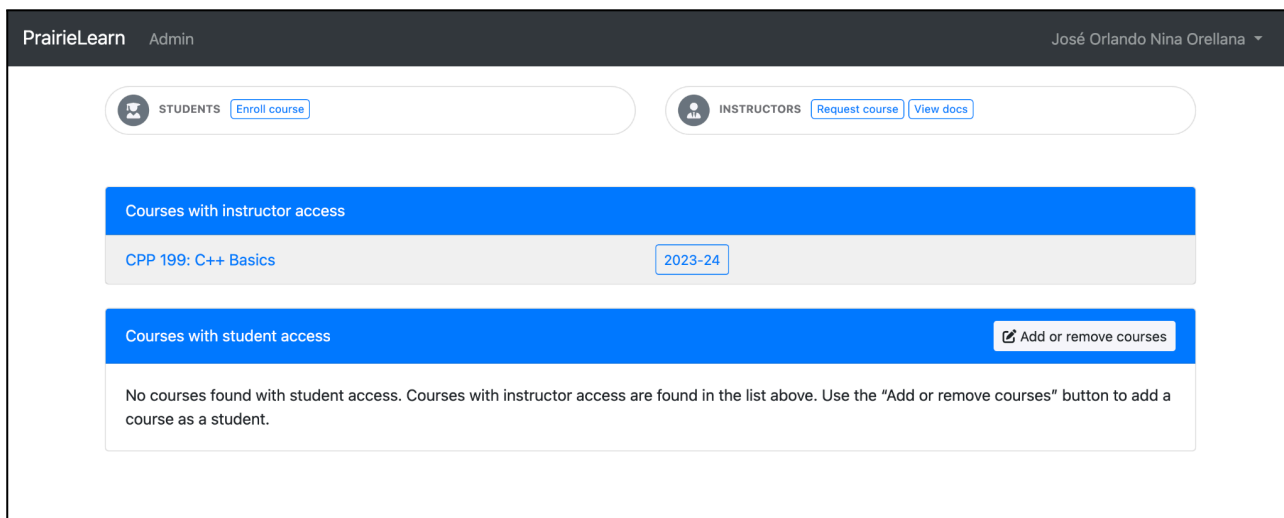 PrairieLearn Admin José Orlando Nina Orellana
STUDENTS Enroll course INSTRUCTORS Request course View docs
Courses with instructor access
CPP 199: C++ Basics 2023-24
Courses with student access Add or remove courses
No courses found with student access. Courses with instructor access are found in the list above. Use the “Add or remove courses” button to add a
course as a student.